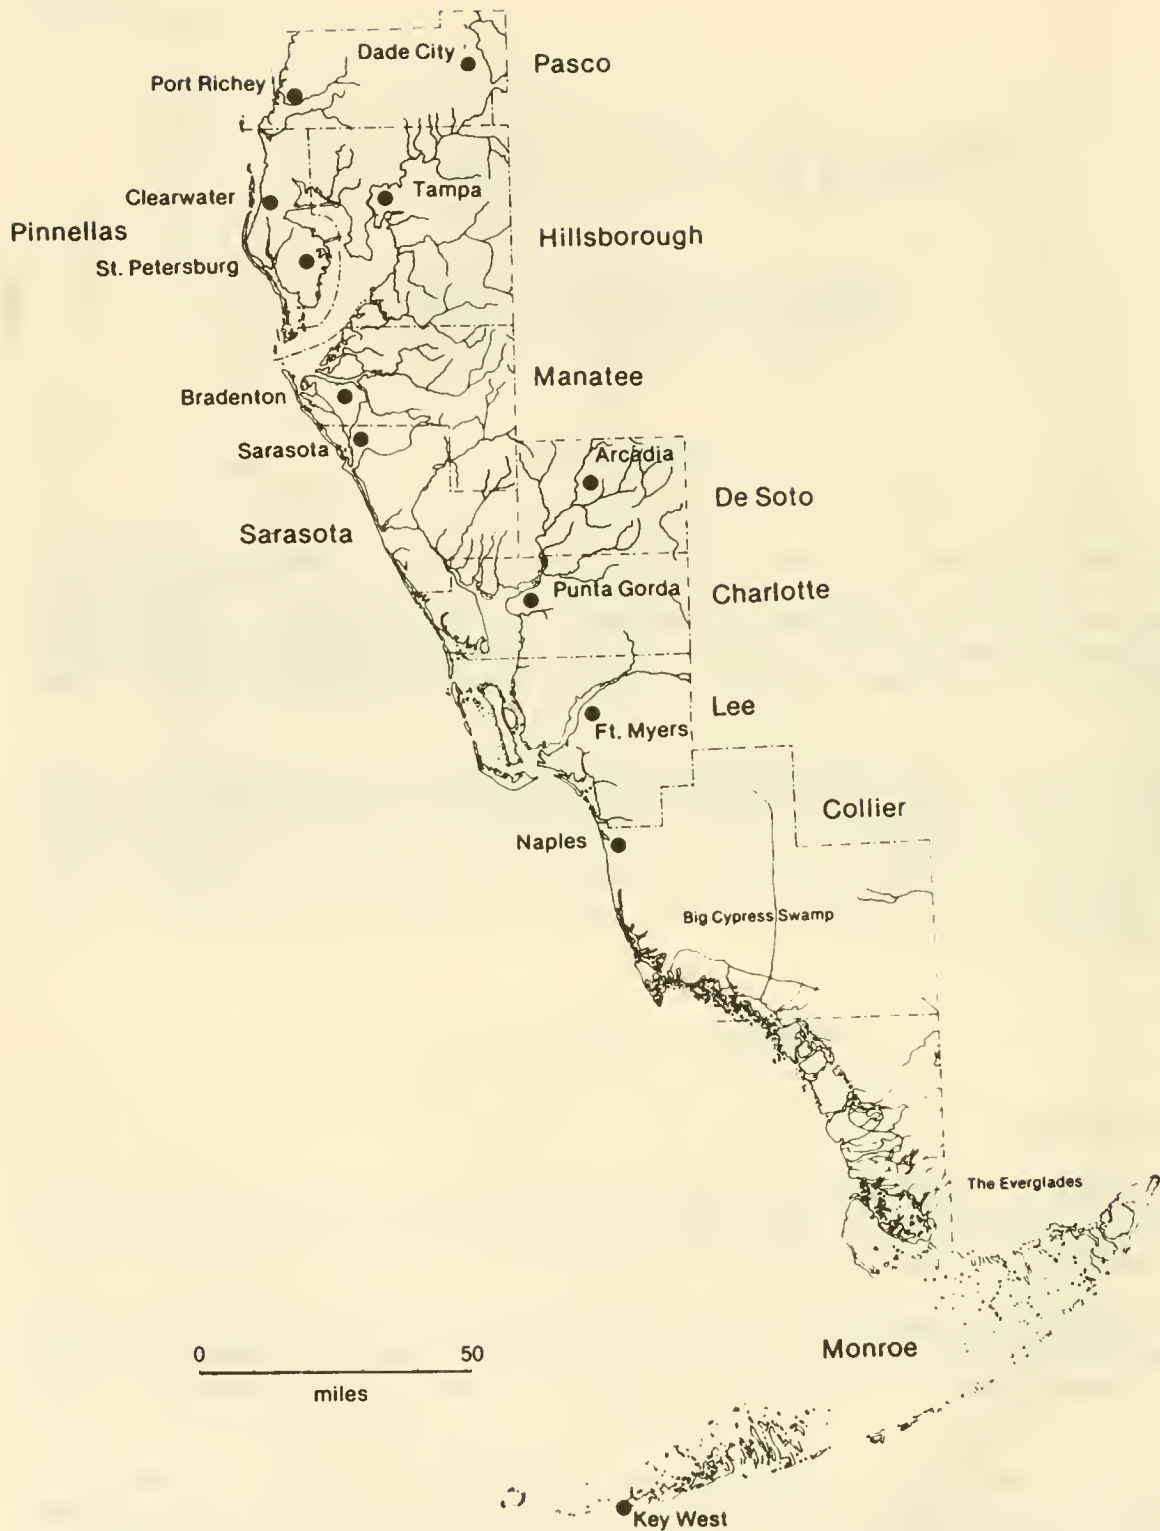 Dade City
Pasco
Port Richey
Clearwater
Tampa
Pinnellas
Hillsborough
St. Petersburg
Manatee
Bradenton
Sarasota
Arcadia
De Soto
Sarasota
Punta Gorda
Charlotte
Lee
Ft. Myers
Collier
Naples
Big Cypress Swamp
The Everglades
Monroe
0 50
miles
Key West